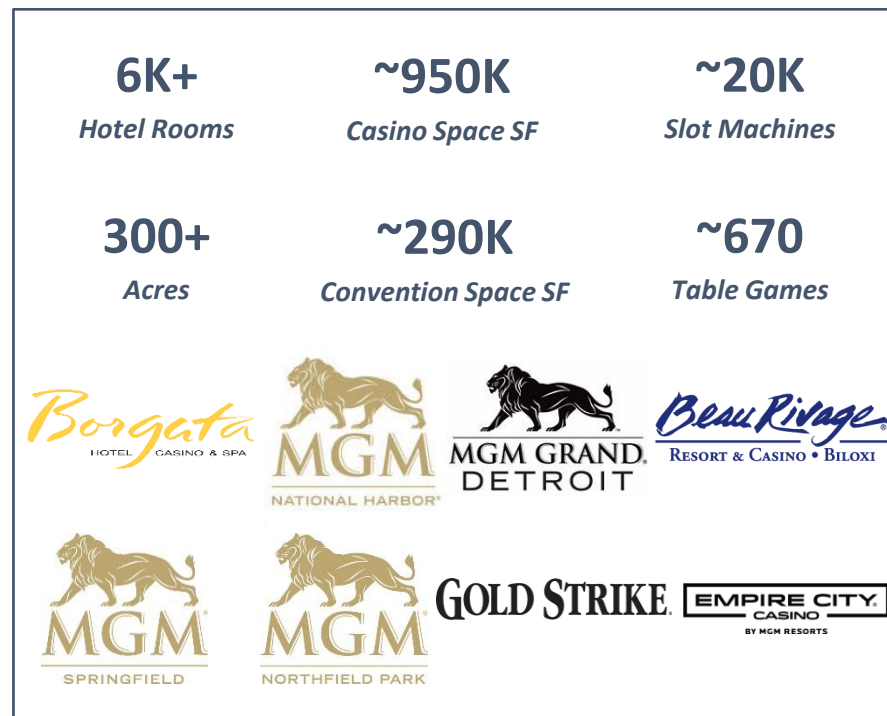 6K+ ~950K ~20K
Hotel Rooms Casino Space SF Slot Machines
300+ ~290K ~670
Acres Convention Space SF Table Games
Borgata
HOTEL CASINO & SPA
MGM
NATIONAL HARBOR®
MGM GRAND®
DETROIT
Beau Rivage®
RESORT & CASINO • BILOXI
MGM®
SPRINGFIELD
MGM®
NORTHFIELD PARK
GOLD STRIKE®
EMPIRE CITY®
CASINO
BY MGM RESORTS